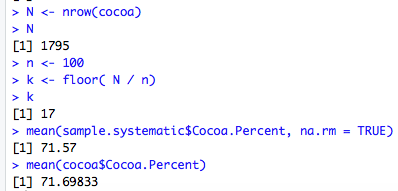 > N <- nrow(cocoa)
> N
[1] 1795
> n <- 100
> k <- floor( N / n)
> k
[1] 17
> mean(sample.systematic$Cocoa.Percent, na.rm = TRUE)
[1] 71.57
> mean(cocoa$Cocoa.Percent)
[1] 71.69833